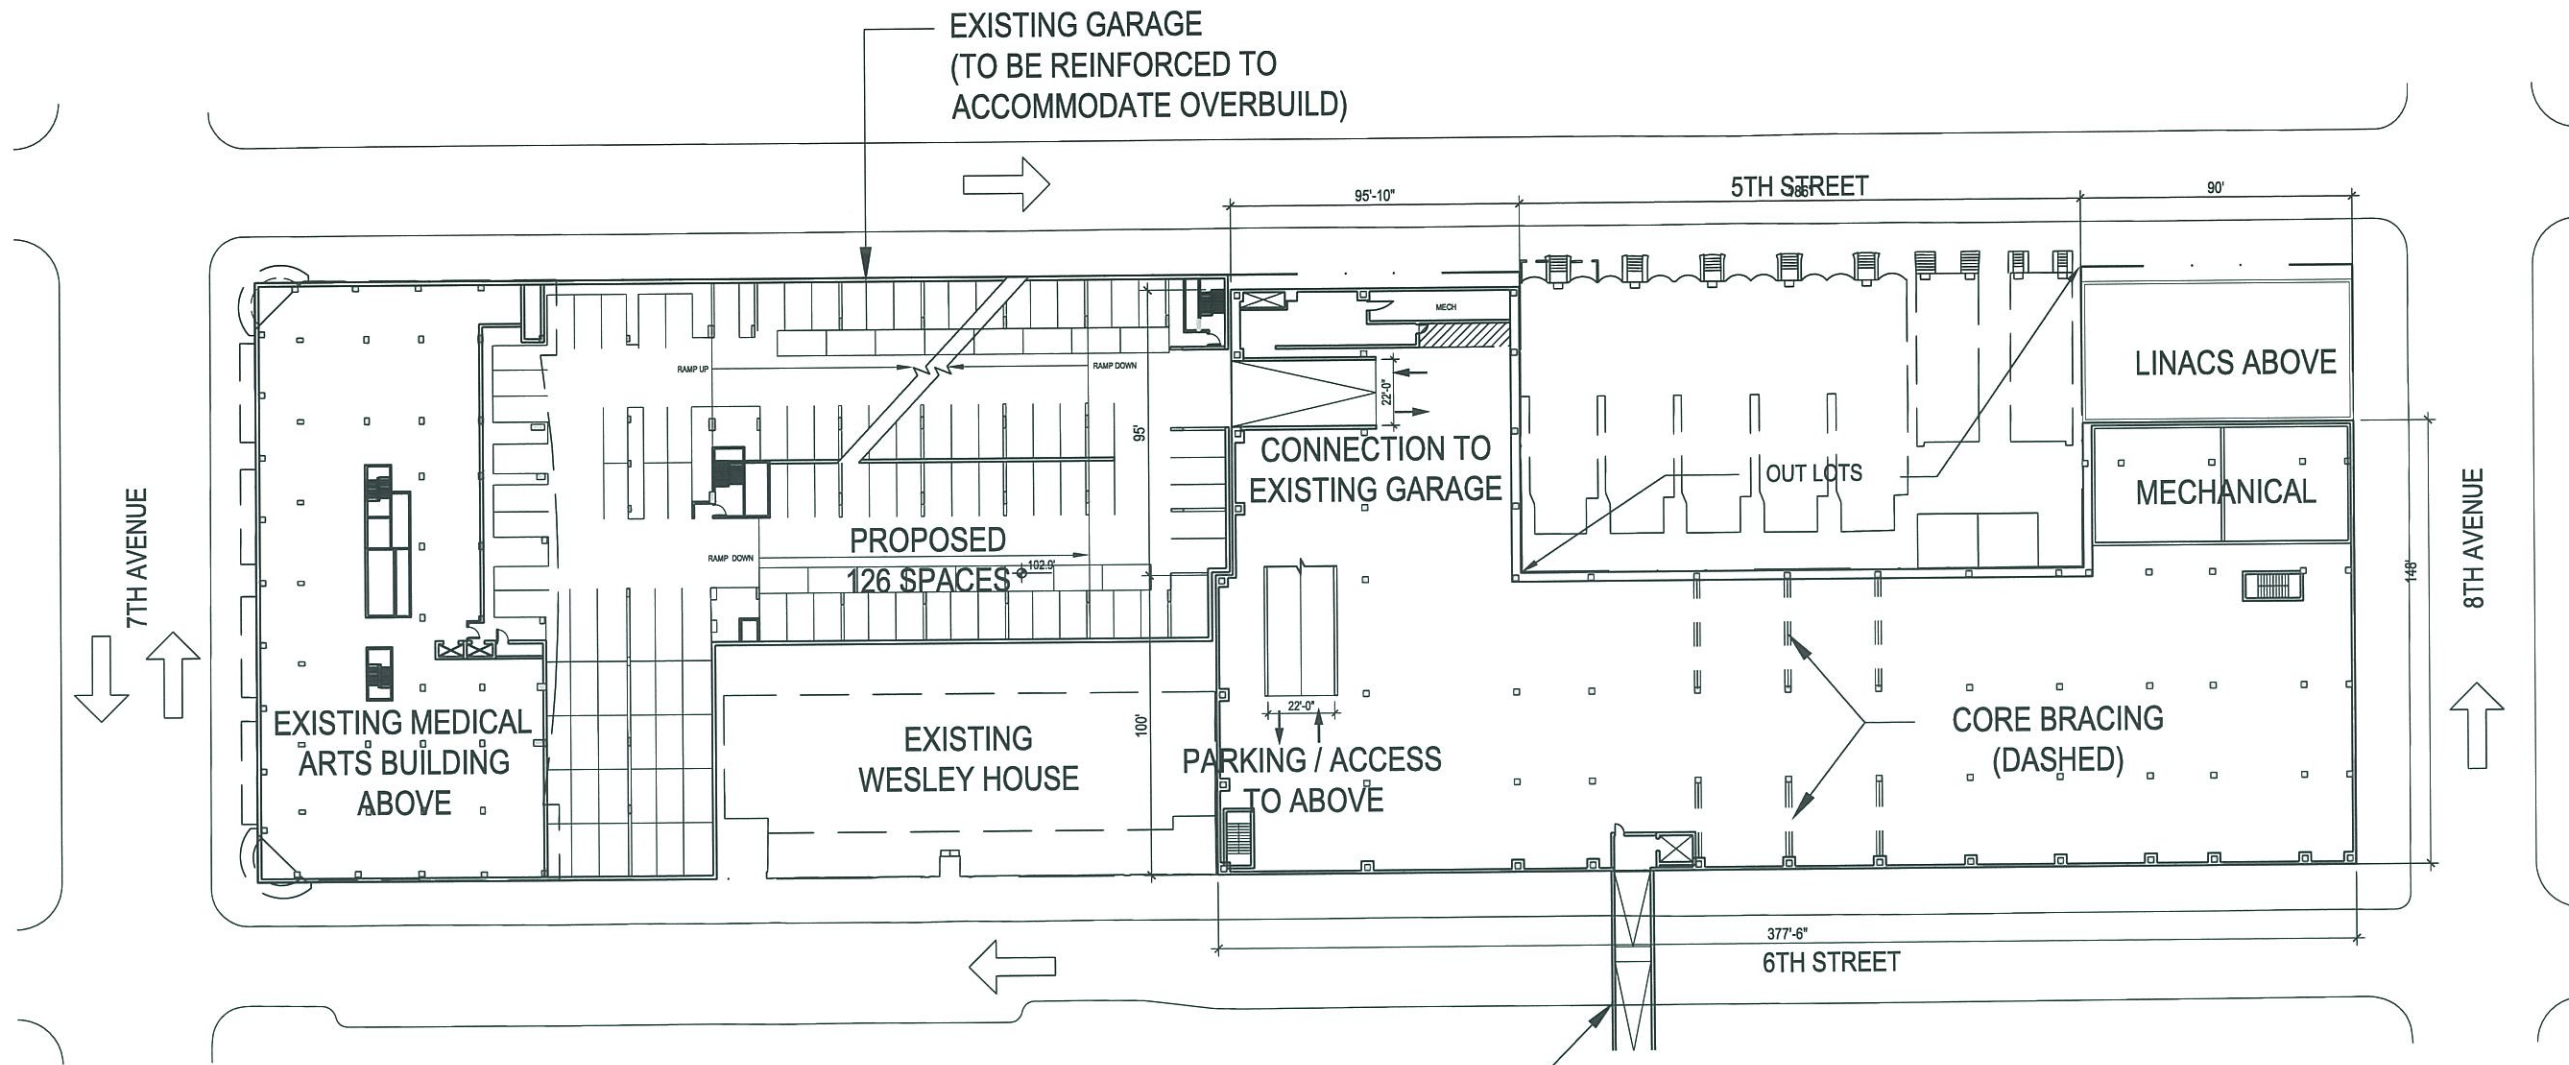 EXISTING GARAGE
(TO BE REINFORCED TO
ACCOMMODATE OVERBUILD)
5TH STREET
95'-10"
90'
MECH
RAMP UP
RAMP DOWN
22'-0"
95'
LINACS ABOVE
CONNECTION TO
EXISTING GARAGE
OUT LOTS
MECHANICAL
7TH AVENUE
8TH AVENUE
PROPOSED
126 SPACES
RAMP DOWN
102.9'
148'
22'-0"
100'
EXISTING MEDICAL
ARTS BUILDING
ABOVE
EXISTING
WESLEY HOUSE
PARKING / ACCESS
TO ABOVE
CORE BRACING
(DASHED)
377'-6"
6TH STREET